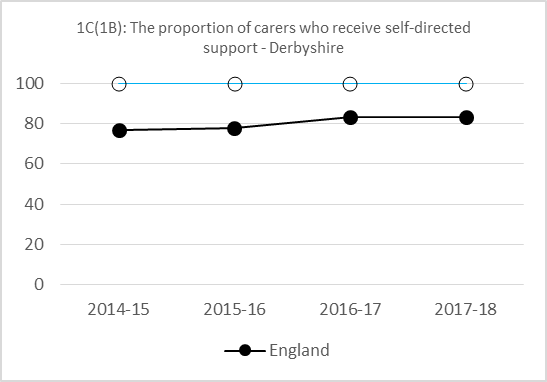 1C(1B): The proportion of carers who receive self-directed
support - Derbyshire
100
80
60
40
20
0
2014-15 2015-16 2016-17 2017-18
England